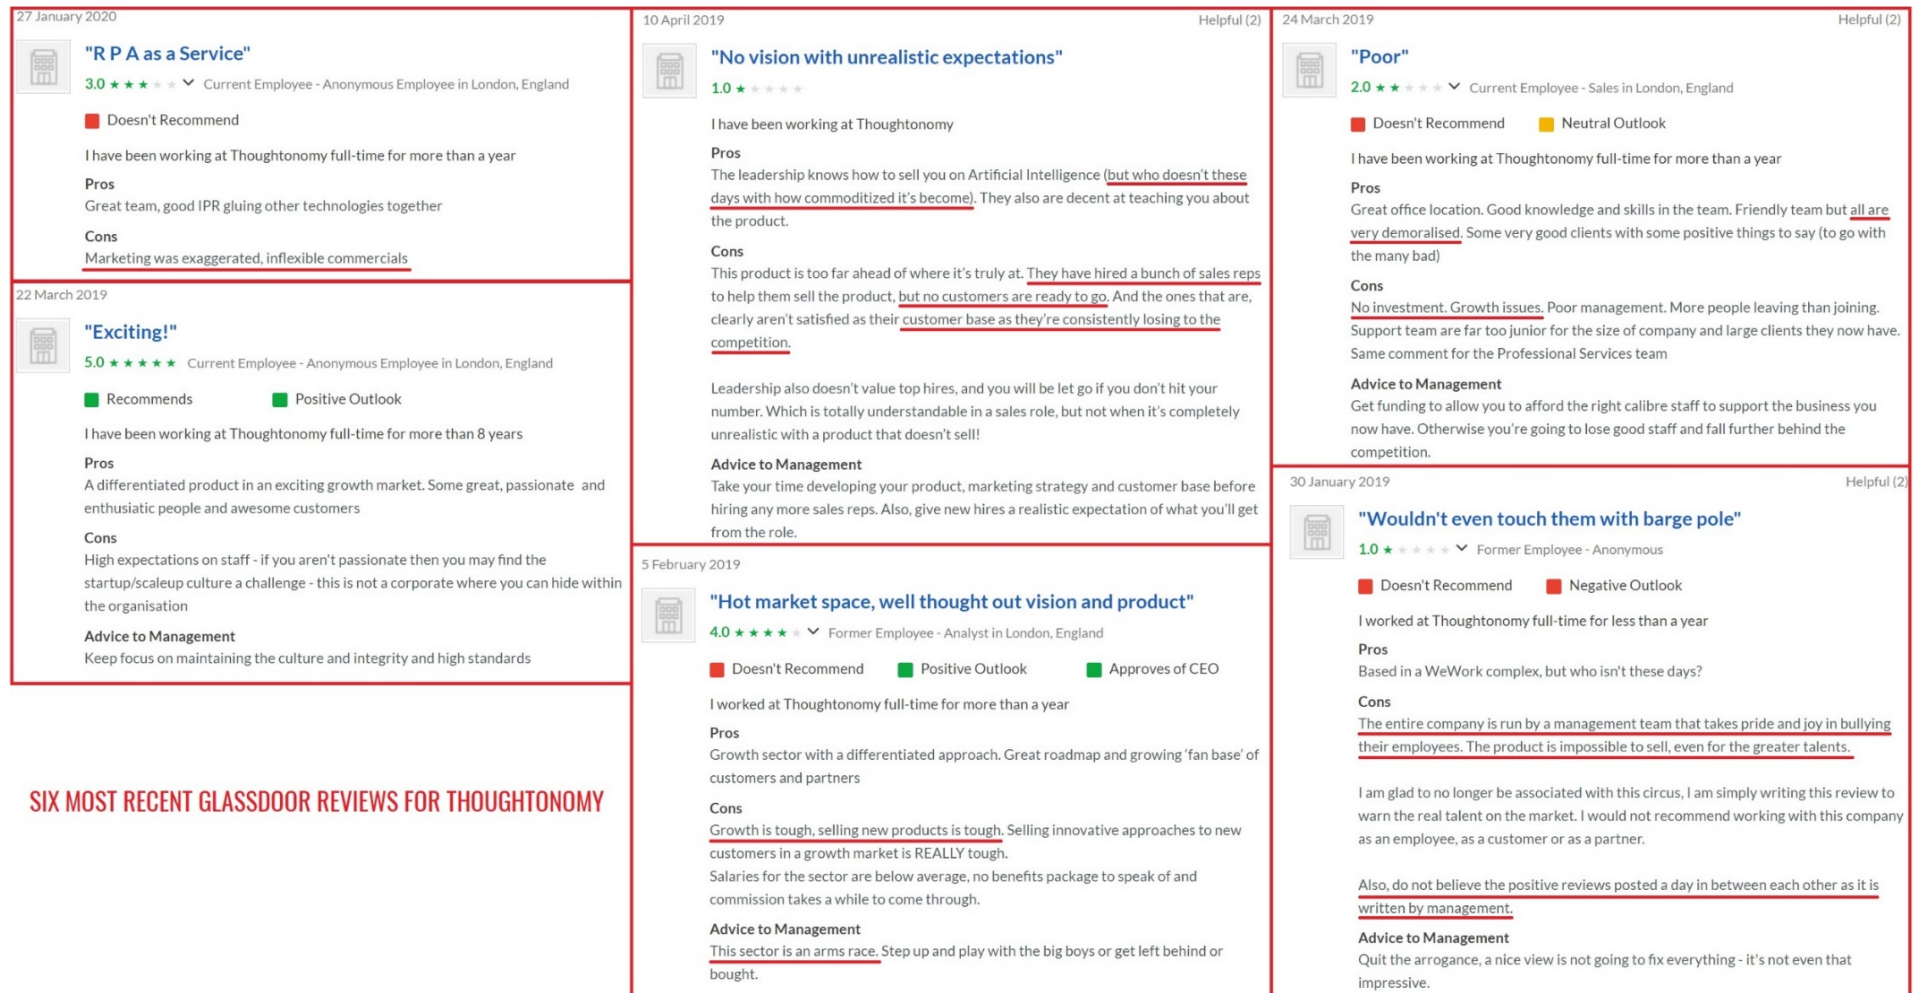 27 January 2020
"R P A as a Service"
3.0 ★★★★★ Current Employee - Anonymous Employee in London, England
Doesn't Recommend
I have been working at Thoughtonomy full-time for more than a year
Pros
Great team, good IPR gluing other technologies together
Cons
Marketing was exaggerated, inflexible commercials
22 March 2019
"Exciting!"
5.0 ★★★★★ Current Employee - Anonymous Employee in London, England
Recommends Positive Outlook
I have been working at Thoughtonomy full-time for more than 8 years
Pros
A differentiated product in an exciting growth market. Some great, passionate and
enthusiatic people and awesome customers
Cons
High expectations on staff - if you aren't passionate then you may find the
startup/scaleup culture a challenge - this is not a corporate where you can hide within
the organisation
Advice to Management
Keep focus on maintaining the culture and integrity and high standards
SIX MOST RECENT GLASSDOOR REVIEWS FOR THOUGHTONOMY
10 April 2019 Helpful (2)
"No vision with unrealistic expectations"
1.0 ★★★★★
I have been working at Thoughtonomy
Pros
The leadership knows how to sell you on Artificial Intelligence (but who doesn't these
days with how commoditized it's become). They also are decent at teaching you about
the product.
Cons
This product is too far ahead of where it's truly at. They have hired a bunch of sales reps
to help them sell the product, but no customers are ready to go. And the ones that are,
clearly aren't satisfied as their customer base as they're consistently losing to the
competition.
Leadership also doesn't value top hires, and you will be let go if you don't hit your
number. Which is totally understandable in a sales role, but not when it's completely
unrealistic with a product that doesn't sell!
Advice to Management
Take your time developing your product, marketing strategy and customer base before
hiring any more sales reps. Also, give new hires a realistic expectation of what you'll get
from the role.
5 February 2019
"Hot market space, well thought out vision and product"
4.0 ★★★★★ Former Employee - Analyst in London, England
Doesn't Recommend Positive Outlook Approves of CEO
I worked at Thoughtonomy full-time for more than a year
Pros
Growth sector with a differentiated approach. Great roadmap and growing 'fan base' of
customers and partners
Cons
Growth is tough, selling new products is tough. Selling innovative approaches to new
customers in a growth market is REALLY tough.
Salaries for the sector are below average, no benefits package to speak of and
commission takes a while to come through.
Advice to Management
This sector is an arms race. Step up and play with the big boys or get left behind or
bought.
24 March 2019 Helpful (2)
"Poor"
2.0 ★★★★★ Current Employee - Sales in London, England
Doesn't Recommend Neutral Outlook
I have been working at Thoughtonomy full-time for more than a year
Pros
Great office location. Good knowledge and skills in the team. Friendly team but all are
very demoralised. Some very good clients with some positive things to say (to go with
the many bad)
Cons
No investment. Growth issues. Poor management. More people leaving than joining.
Support team are far too junior for the size of company and large clients they now have.
Same comment for the Professional Services team
Advice to Management
Get funding to allow you to afford the right calibre staff to support the business you
now have. Otherwise you're going to lose good staff and fall further behind the
competition.
30 January 2019 Helpful (2)
"Wouldn't even touch them with barge pole"
1.0 ★★★★★ Former Employee - Anonymous
Doesn't Recommend Negative Outlook
I worked at Thoughtonomy full-time for less than a year
Pros
Based in a WeWork complex, but who isn't these days?
Cons
The entire company is run by a management team that takes pride and joy in bullying
their employees. The product is impossible to sell, even for the greater talents.
I am glad to no longer be associated with this circus, I am simply writing this review to
warn the real talent on the market. I would not recommend working with this company
as an employee, as a customer or as a partner.
Also, do not believe the positive reviews posted a day in between each other as it is
written by management.
Advice to Management
Quit the arrogance, a nice view is not going to fix everything - it's not even that
impressive.